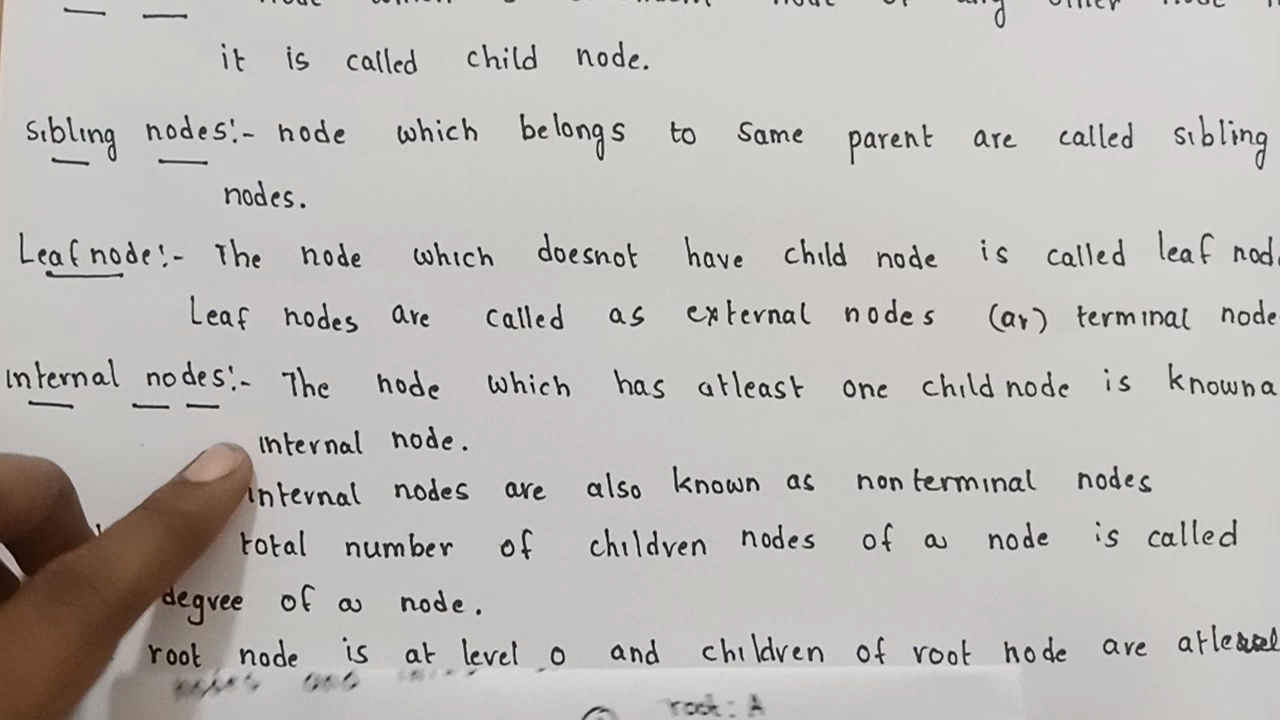 it is called child node.
Sibling nodes:- node which belongs to same parent are called sibling
nodes.
Leaf node:- The node which doesnot have child node is called leaf nod
Leaf nodes are called as external nodes (or) terminal node
internal nodes:- The node which has atleast one child node is known a
internal node.
internal nodes are also known as non terminal nodes
total number of children nodes of a node is called
degree of a node.
root node is at level 0 and children of root node are
root: A